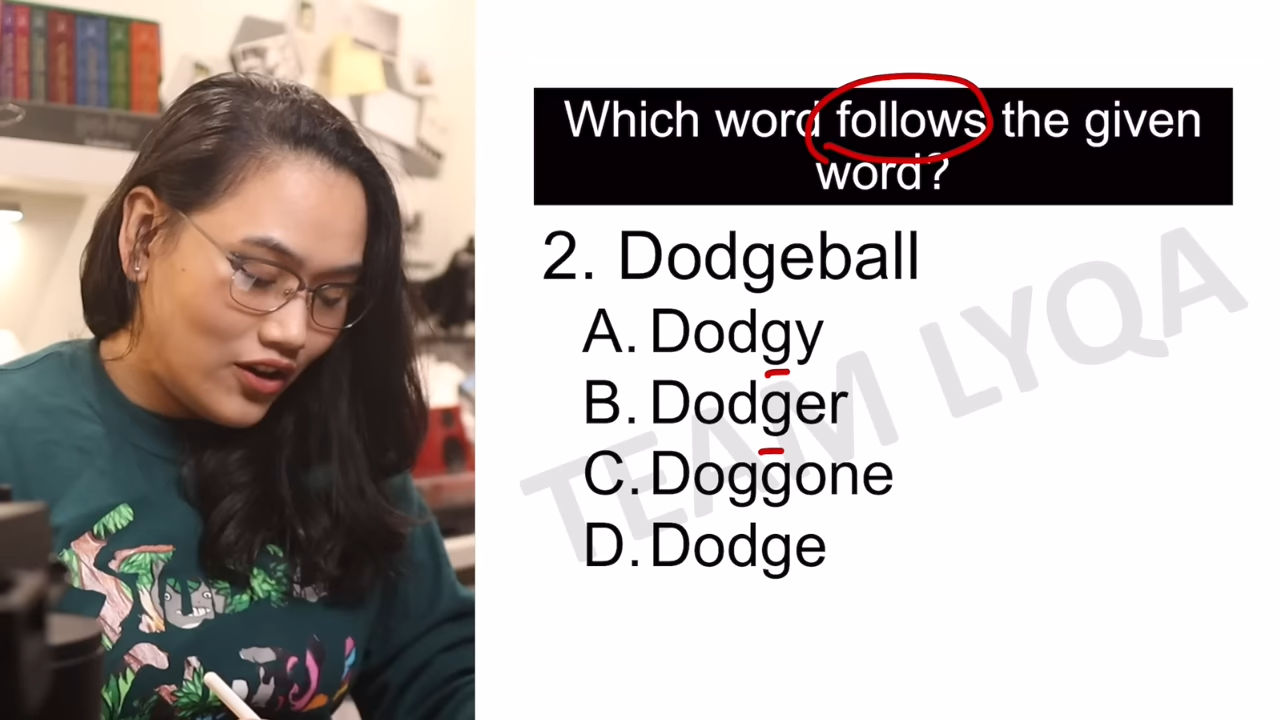 Which word follows the given
word?
2. Dodgeball
A. Dodgy
B. Dodger
C. Doggone
D. Dodge
TEAM LYQA